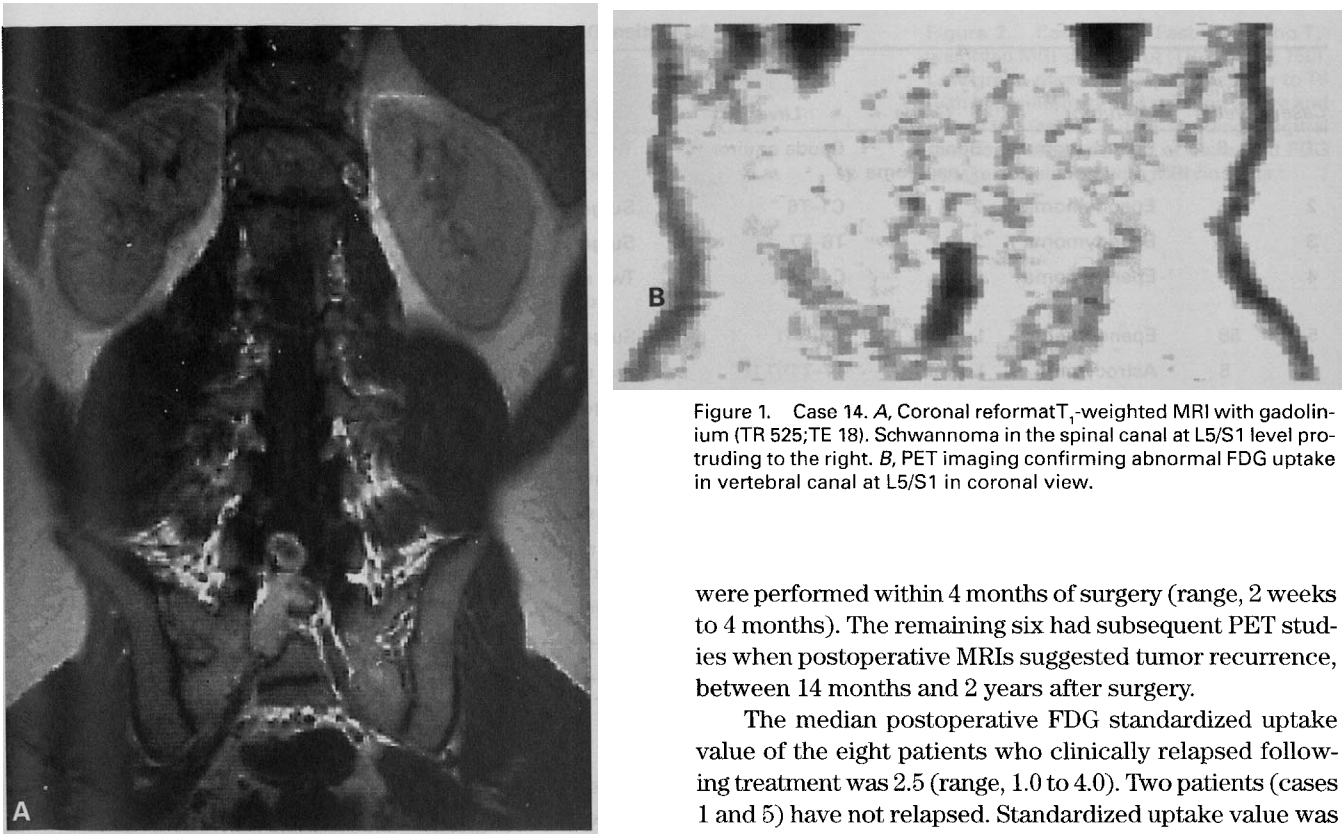 A
B
Figure 1. Case 14. A, Coronal reformatT₁-weighted MRI with gadolin-
ium (TR 525;TE 18). Schwannoma in the spinal canal at L5/S1 level pro-
truding to the right. B, PET imaging confirming abnormal FDG uptake
in vertebral canal at L5/S1 in coronal view.
were performed within 4 months of surgery (range, 2 weeks
to 4 months). The remaining six had subsequent PET stud-
ies when postoperative MRIs suggested tumor recurrence,
between 14 months and 2 years after surgery.
The median postoperative FDG standardized uptake
value of the eight patients who clinically relapsed follow-
ing treatment was 2.5 (range, 1.0 to 4.0). Two patients (cases
1 and 5) have not relapsed. Standardized uptake value was